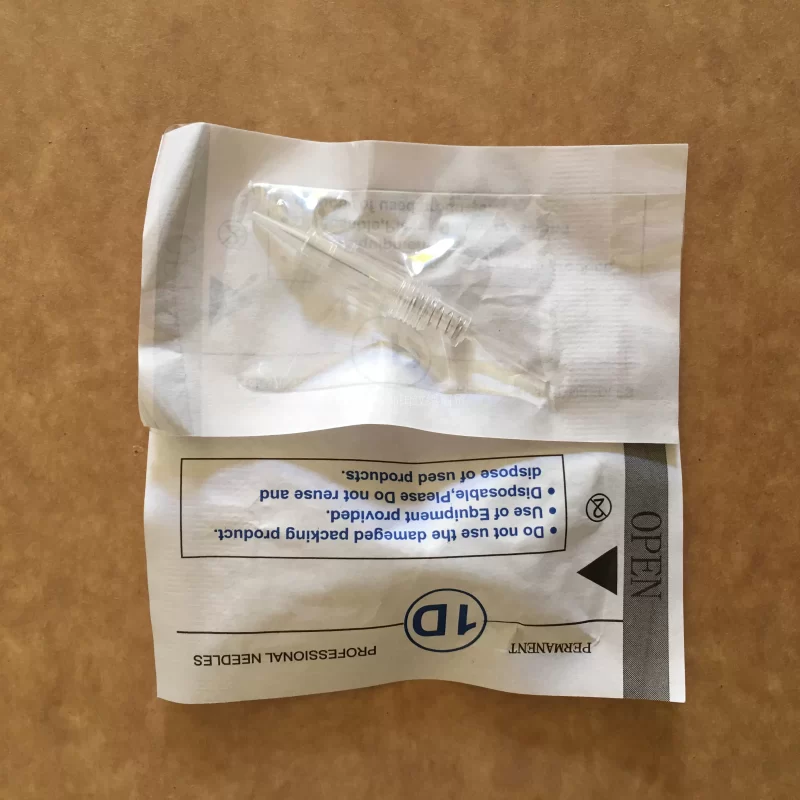 PERMANENT
1D
PROFESSIONAL NEEDLES
OPEN
• Do not use the dameged packing product.
• Use of Equipment provided.
• Disposable,Please Do not reuse and
dispose of used products.